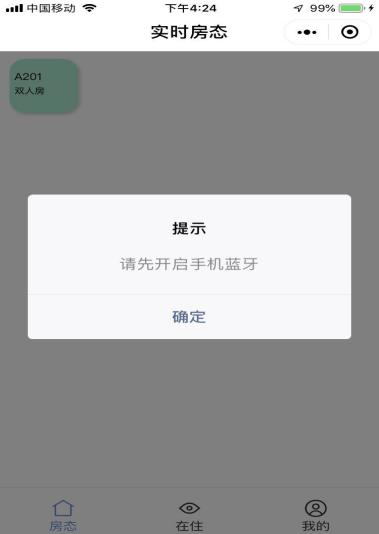 中国移动
下午4:24
99%
实时房态
A201
双人房
提示
请先开启手机蓝牙
确定
房态
在住
我的